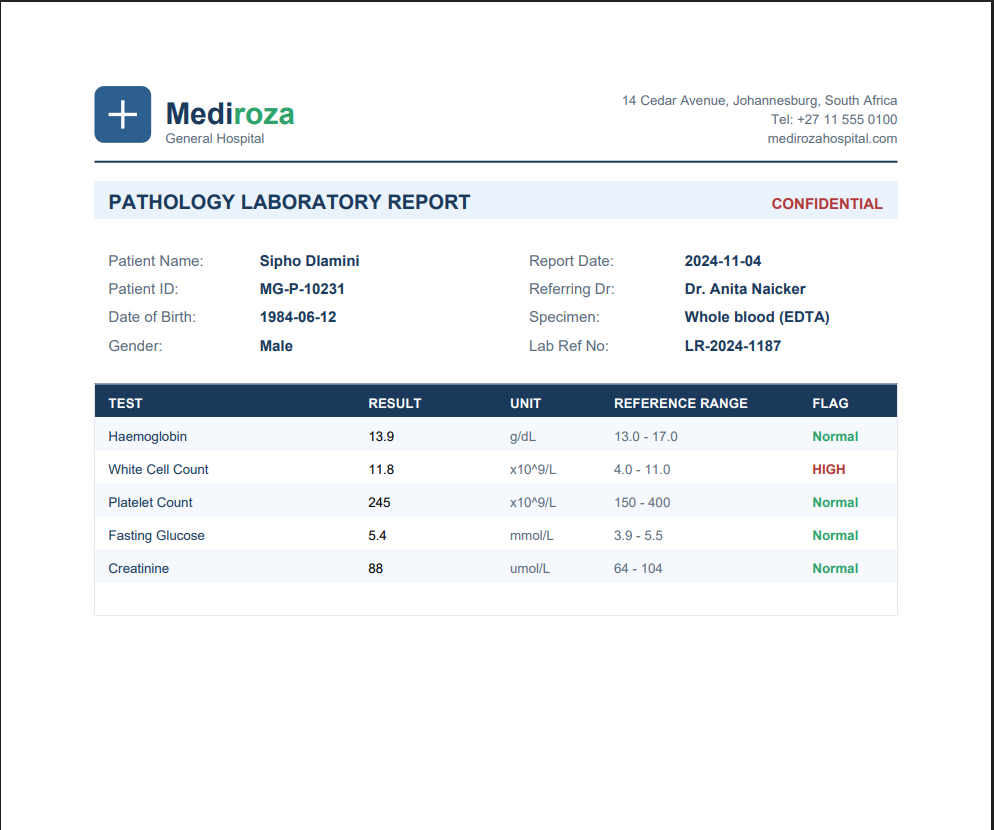 Mediroza
General Hospital
14 Cedar Avenue, Johannesburg, South Africa
Tel: +27 11 555 0100
medirozahospital.com
PATHOLOGY LABORATORY REPORT CONFIDENTIAL
Patient Name: Sipho Dlamini Report Date: 2024-11-04
Patient ID: MG-P-10231 Referring Dr: Dr. Anita Naicker
Date of Birth: 1984-06-12 Specimen: Whole blood (EDTA)
Gender: Male Lab Ref No: LR-2024-1187
TEST RESULT UNIT REFERENCE RANGE FLAG
Haemoglobin 13.9 g/dL 13.0 - 17.0 Normal
White Cell Count 11.8 x10^9/L 4.0 - 11.0 HIGH
Platelet Count 245 x10^9/L 150 - 400 Normal
Fasting Glucose 5.4 mmol/L 3.9 - 5.5 Normal
Creatinine 88 umol/L 64 - 104 Normal